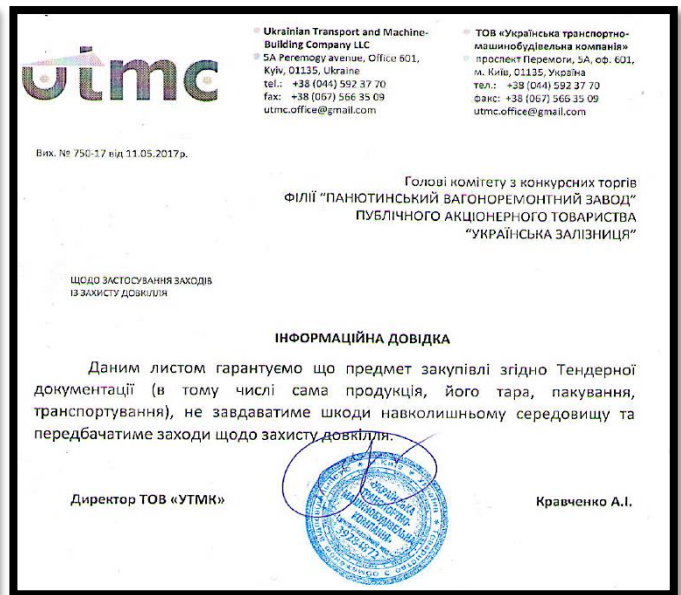 utmc
Ukrainian Transport and Machine-
Building Company LLC
5A Peremogy avenue, Office 601,
Kyiv, 01135, Ukraine
tel.: +38 (044) 592 37 70
fax: +38 (067) 566 35 09
utmc.office@gmail.com
ТОВ «Українська транспортно-
машинобудівельна компанія»
проспект Перемоги, 5А, оф. 601,
м. Київ, 01135, Україна
тел.: +38 (044) 592 37 70
факс: +38 (067) 566 35 09
utmc.office@gmail.com
Вих. № 750-17 від 11.05.2017р.
Голові комітету з конкурсних торгів
ФІЛІЇ "ПАНЮТИНСЬКИЙ ВАГОНОРЕМОНТНИЙ ЗАВОД"
ПУБЛІЧНОГО АКЦІОНЕРНОГО ТОВАРИСТВА
"УКРАЇНСЬКА ЗАЛІЗНИЦЯ"
ЩОДО ЗАСТОСУВАННЯ ЗАХОДІВ
ІЗ ЗАХИСТУ ДОВКІЛЛЯ
ІНФОРМАЦІЙНА ДОВІДКА
Даним листом гарантуємо що предмет закупівлі згідно Тендерної
документації (в тому числі сама продукція, його тара, пакування,
транспортування), не завдаватиме шкоди навколишньому середовищу та
передбачатиме заходи щодо захисту довкілля.
Директор ТОВ «УТМК»
Кравченко А.І.
«УКРАЇНСЬКА
ТРАНСПОРТНО-
МАШИНОБУДІВЕЛЬНА
КОМПАНІЯ»
39284972